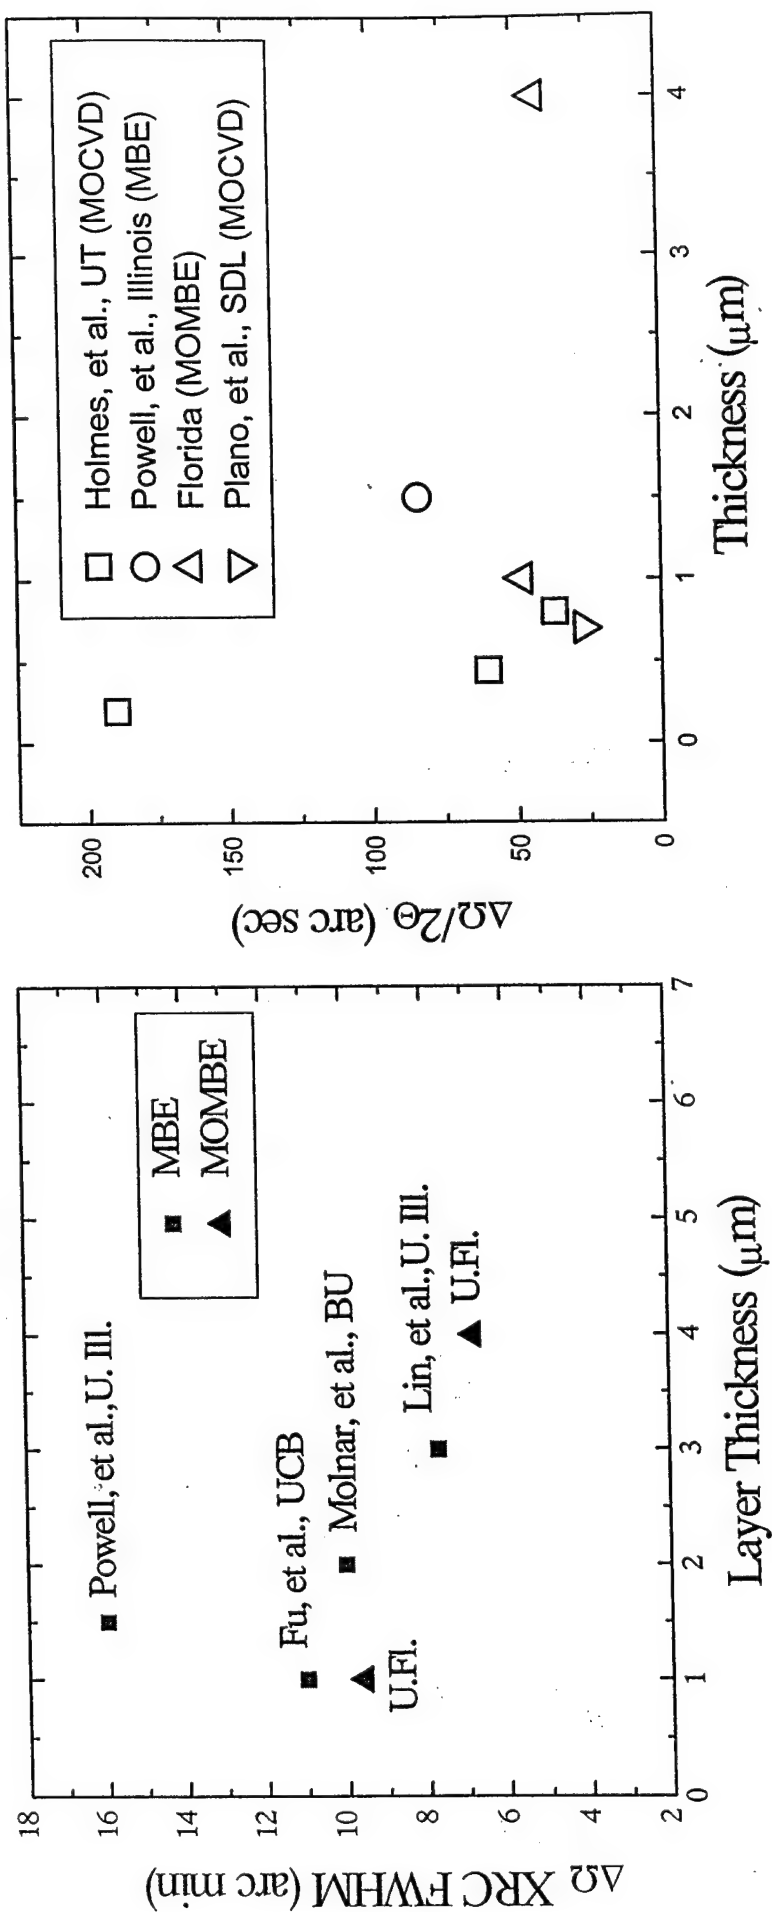 18
16
14
12
10
8
6
4
2
ΔΩ XRC FWHM (arc min)
0
1
2
3
4
5
6
7
Layer Thickness (μm)
Powell, et al.,U. Ill.
Fu, et al., UCB
Molnar, et al., BU
Lin, et al.,U. Ill.
U.Fl.
U.Fl.
MBE
MOMBE
200
150
100
50
0
ΔΩ/2Θ (arc sec)
0
1
2
3
4
Thickness (μm)
Holmes, et al., UT (MOCVD)
Powell, et al., Illinois (MBE)
Florida (MOMBE)
Plano, et al., SDL (MOCVD)